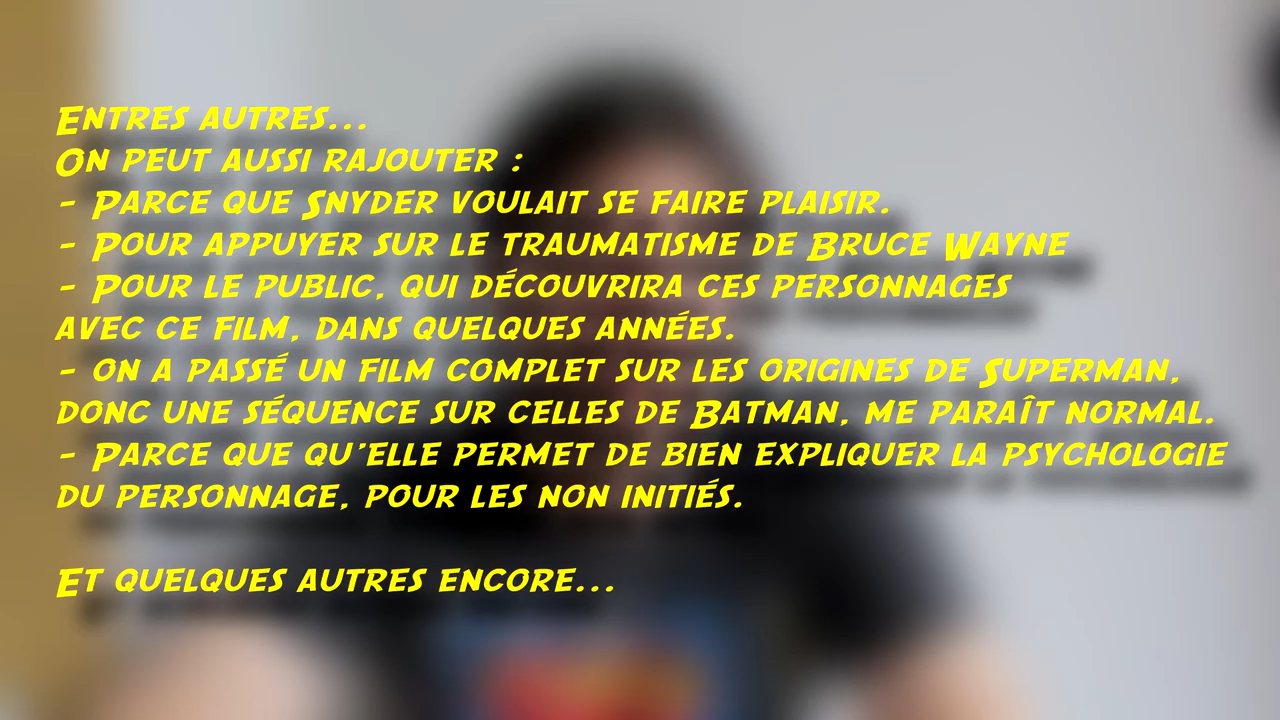 Entres autres...
On peut aussi rajouter :
- Parce que Snyder voulait se faire plaisir.
- Pour appuyer sur le traumatisme de Bruce Wayne
- Pour le public, qui découvrira ces personnages
avec ce film, dans quelques années.
- on a passé un film complet sur les origines de Superman,
donc une séquence sur celles de Batman, me paraît normal.
- Parce que qu'elle permet de bien expliquer la psychologie
du personnage, pour les non initiés.
Et quelques autres encore...